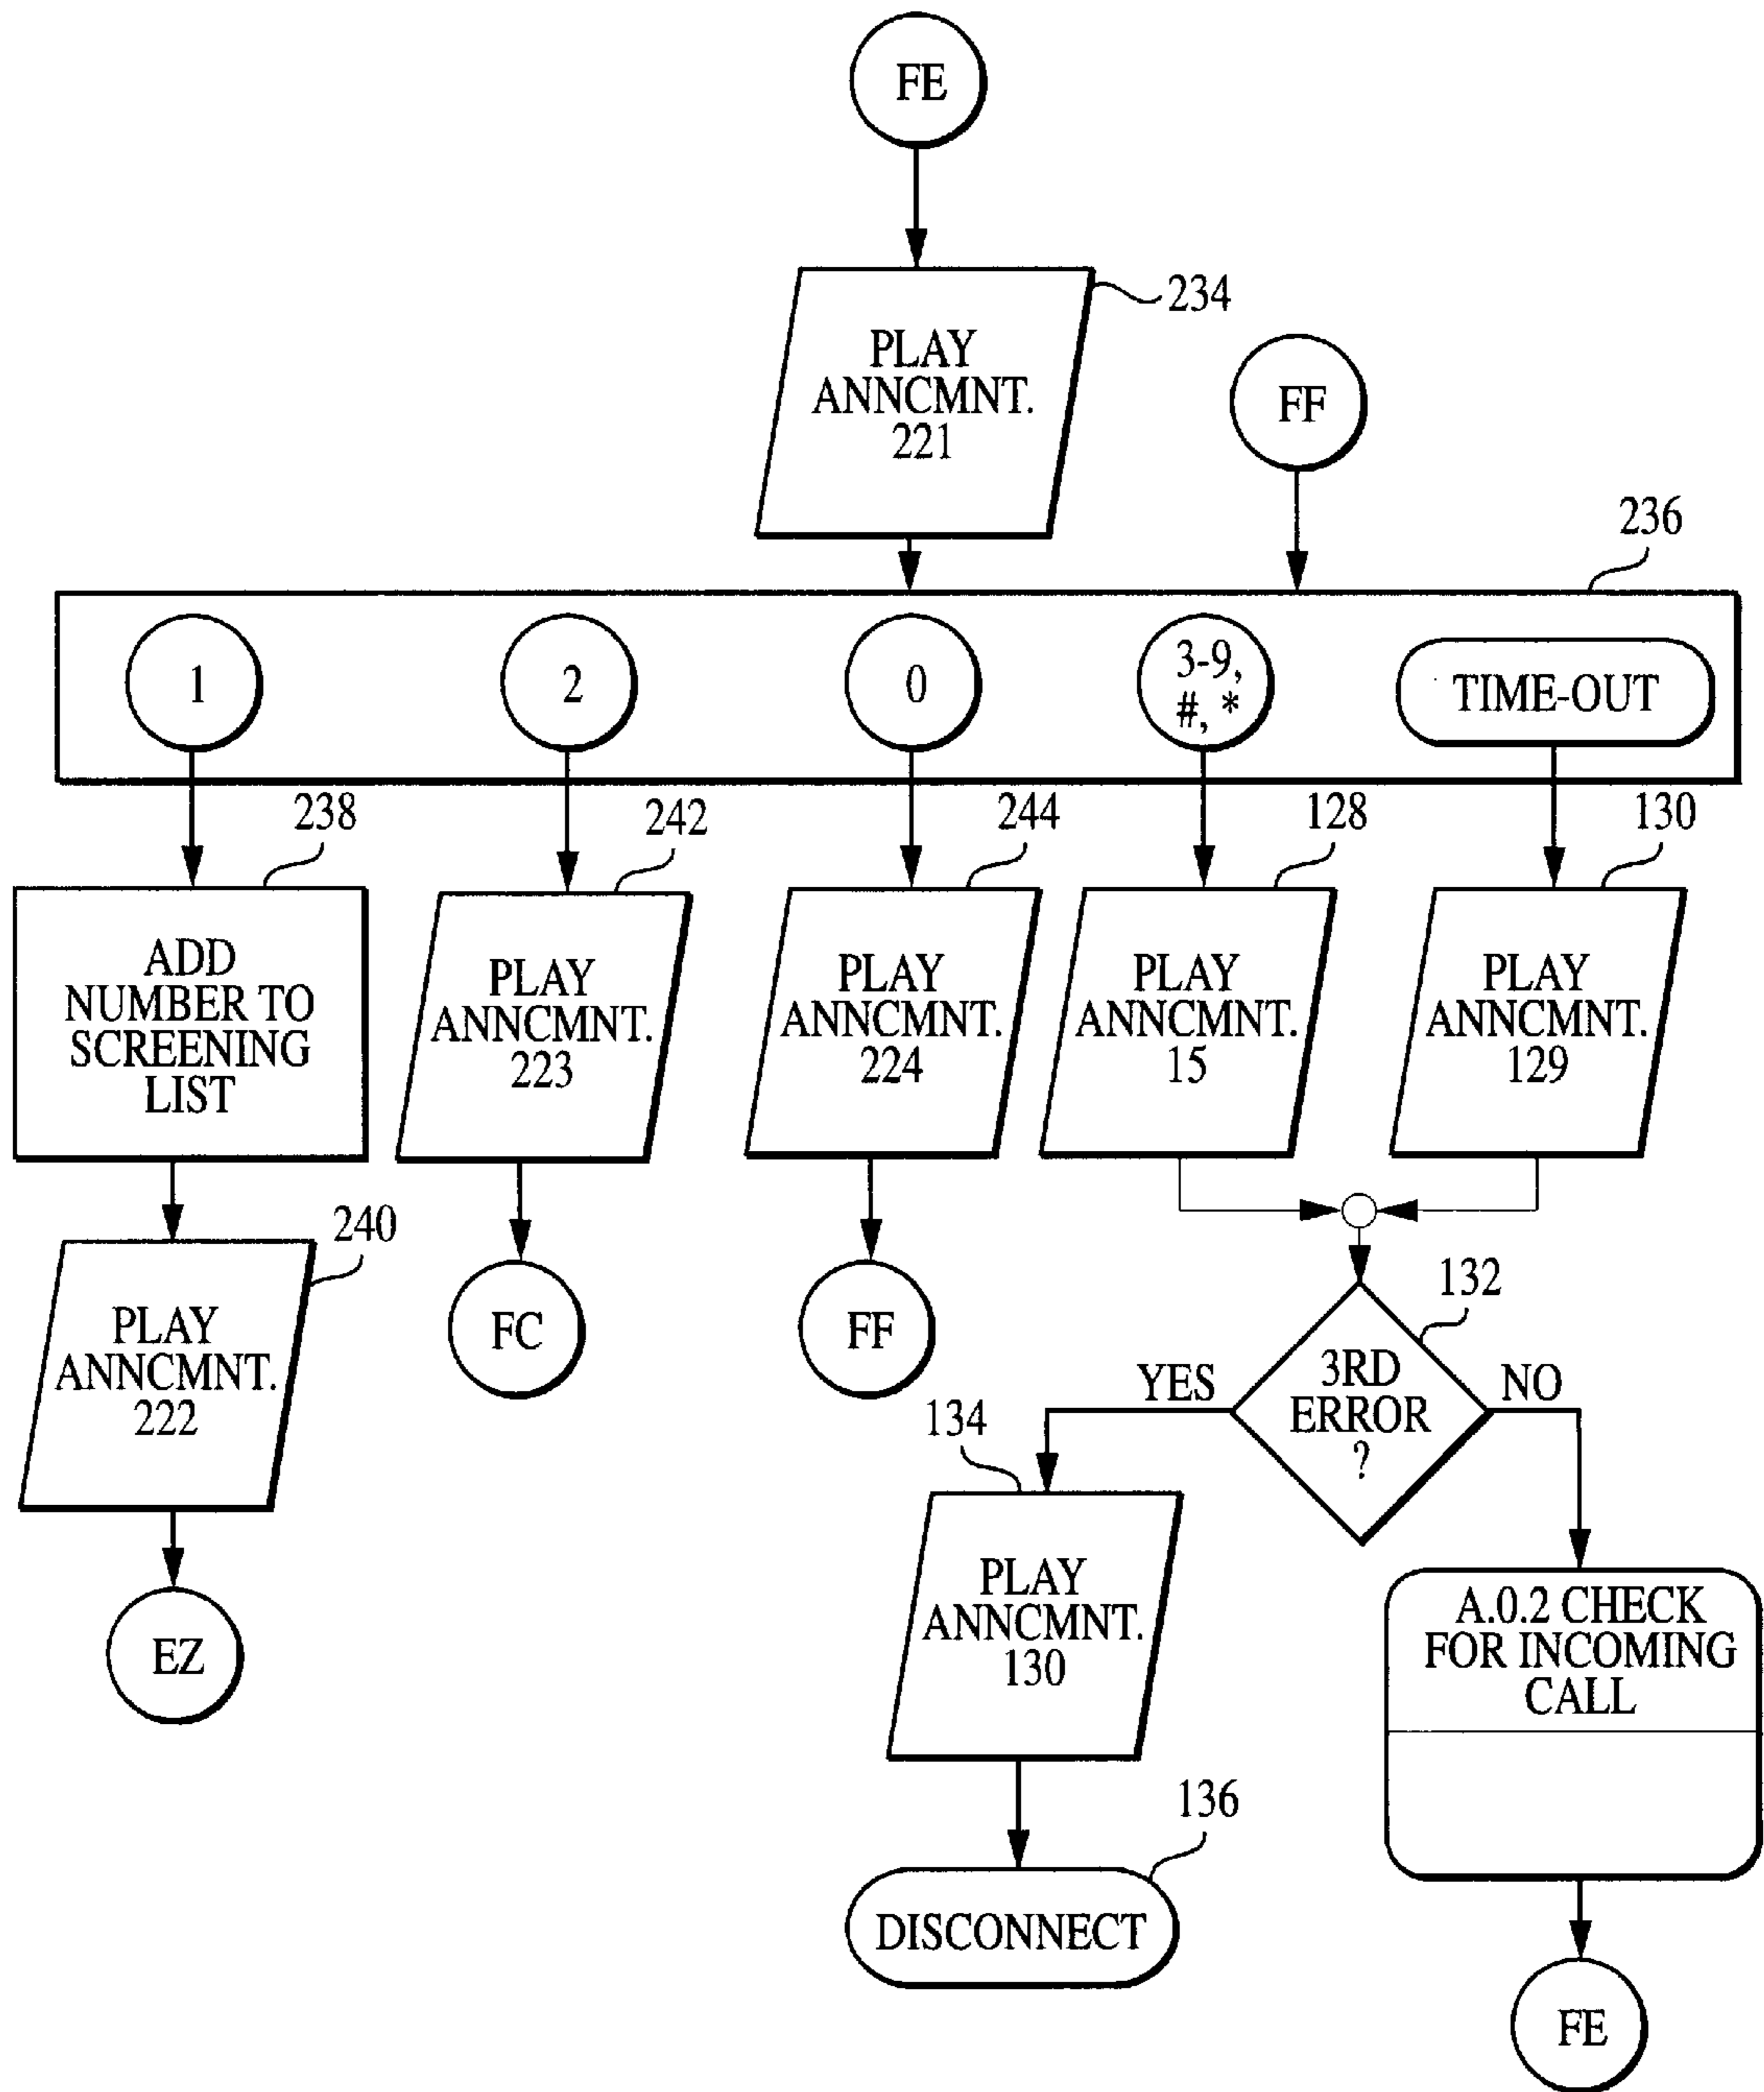 FE
234
PLAY
ANNCMNT.
221
FF
236
1
2
0
3-9,
#, *
TIME-OUT
238
242
244
128
130
ADD
NUMBER TO
SCREENING
LIST
PLAY
ANNCMNT.
223
PLAY
ANNCMNT.
224
PLAY
ANNCMNT.
15
PLAY
ANNCMNT.
129
240
PLAY
ANNCMNT.
222
FC
FF
132
3RD
ERROR
?
YES
NO
134
PLAY
ANNCMNT.
130
A.0.2 CHECK
FOR INCOMING
CALL
EZ
136
DISCONNECT
FE